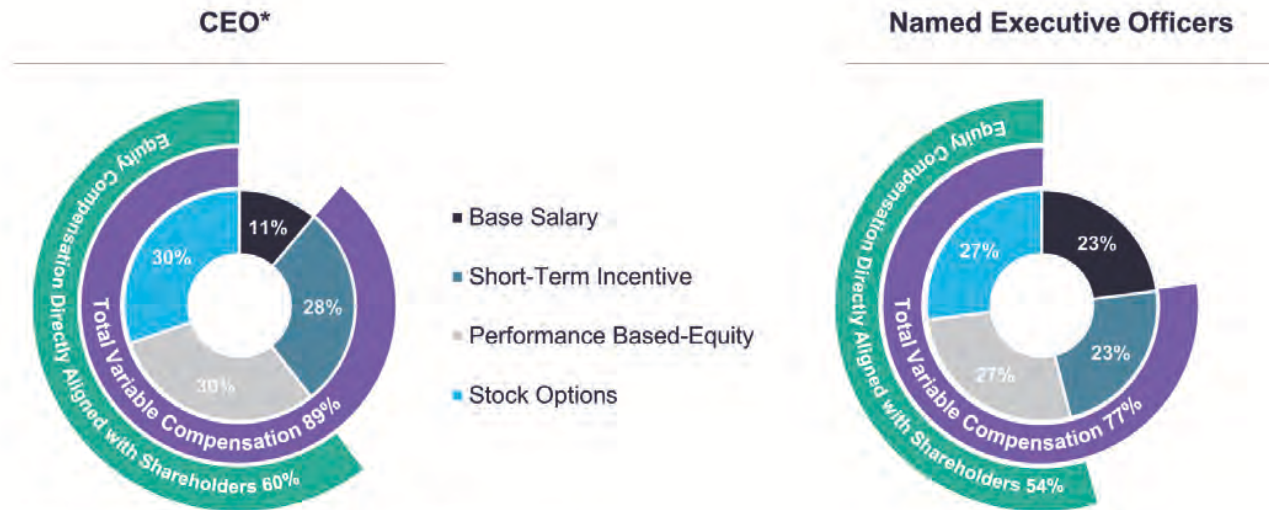 CEO*
Equity Compensation Directly Aligned with Shareholders 60%
Total Variable Compensation 89%
11%
28%
30%
30%
Base Salary
Short-Term Incentive
Performance Based-Equity
Stock Options
Named Executive Officers
Equity Compensation Directly Aligned with Shareholders 54%
Total Variable Compensation 77%
23%
23%
27%
27%